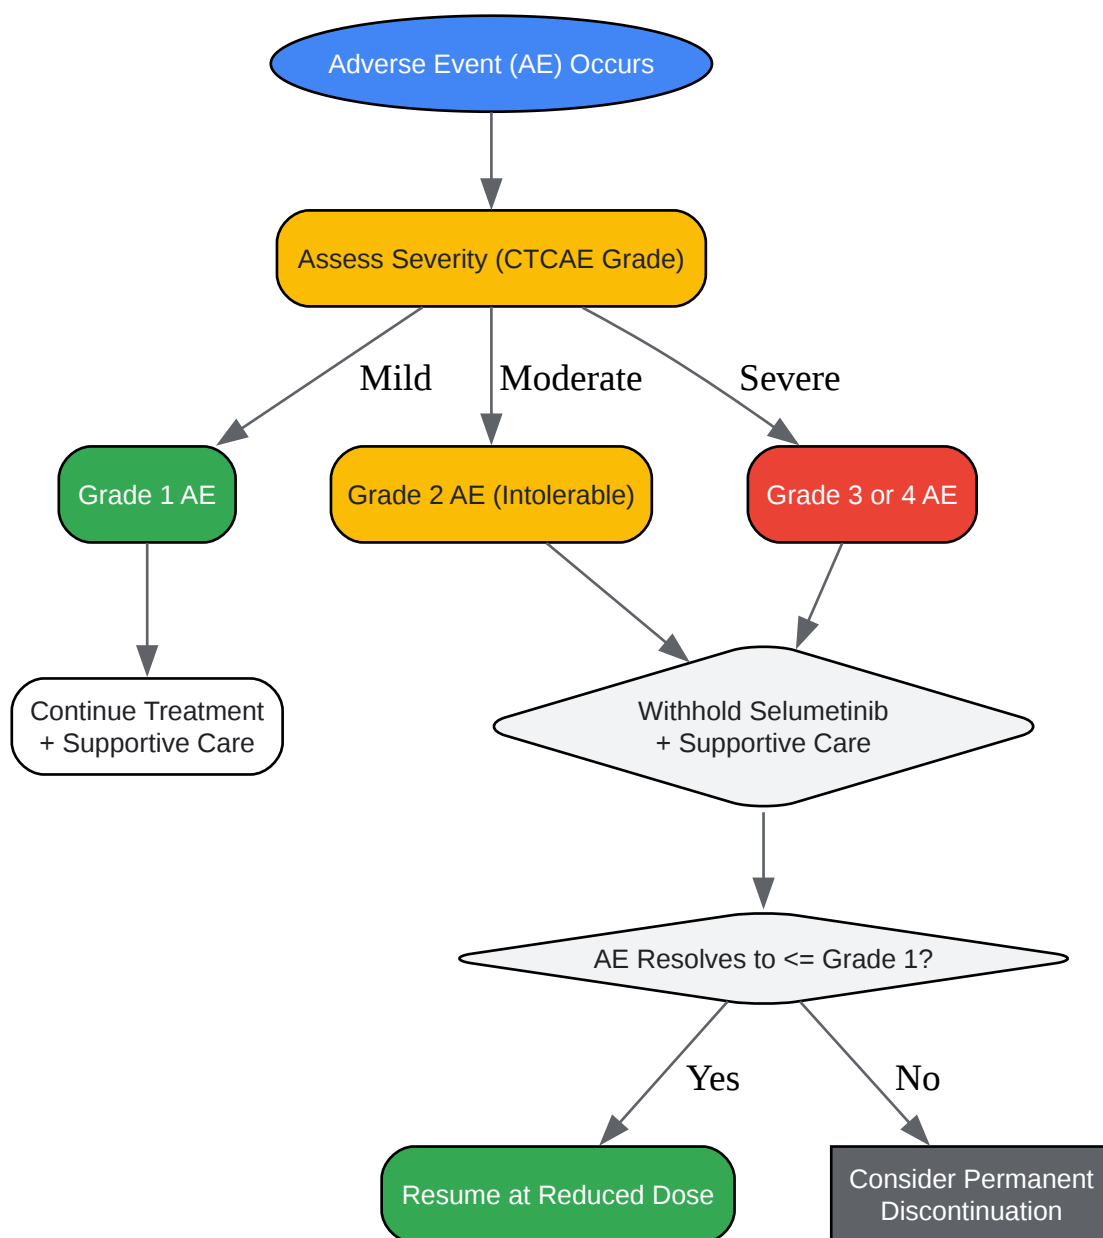 Adverse Event (AE) Occurs
Assess Severity (CTCAE Grade)
Mild
Moderate
Severe
Grade 1 AE
Grade 2 AE (Intolerable)
Grade 3 or 4 AE
Continue Treatment
+ Supportive Care
Withhold Selumetinib
+ Supportive Care
AE Resolves to <= Grade 1?
Yes
No
Resume at Reduced Dose
Consider Permanent
Discontinuation